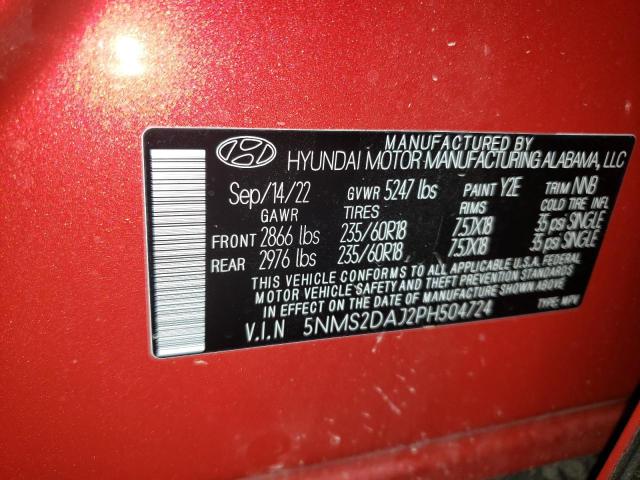 MANUFACTURED BY
HYUNDAI MOTOR MANUFACTURING ALABAMA, LLC
Sep/14/22 GVWR 5247 lbs PAINT Y2E TRIM NNB
GAWR TIRES RIMS COLD TIRE INFL
FRONT 2866 lbs 235/60R18 7.5JX18 35 psi SINGLE
REAR 2976 lbs 235/60R18 7.5JX18 35 psi SINGLE
THIS VEHICLE CONFORMS TO ALL APPLICABLE U.S.A. FEDERAL
MOTOR VEHICLE SAFETY AND THEFT PREVENTION STANDARDS
IN EFFECT ON THE DATE OF MANUFACTURE SHOWN ABOVE.
V.I.N 5NMS2DAJ2PH504724 TYPE: MPV